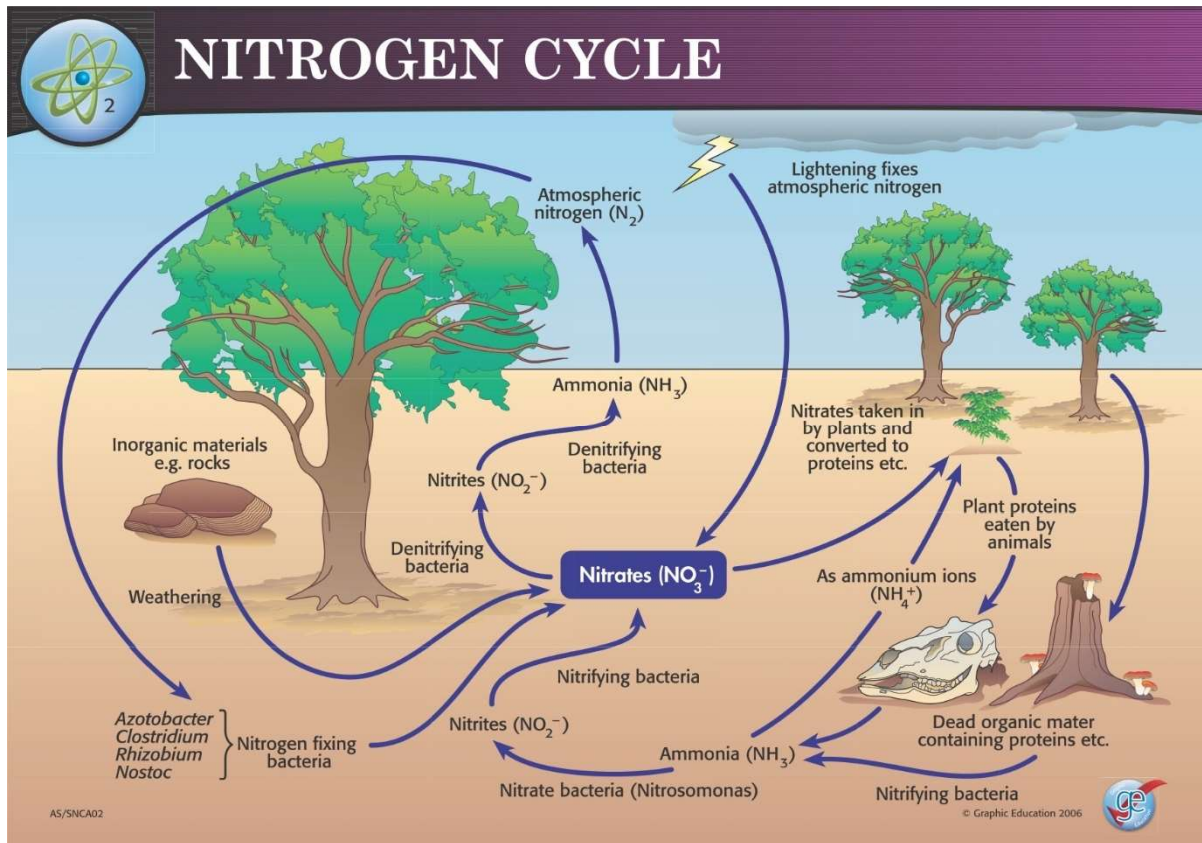 2
NITROGEN CYCLE
Lightening fixes
atmospheric nitrogen
Atmospheric
nitrogen (N₂)
Ammonia (NH₃)
Denitrifying
bacteria
Nitrites (NO₂⁻)
Denitrifying
bacteria
Inorganic materials
e.g. rocks
Weathering
Nitrates (NO₃⁻)
Nitrates taken in
by plants and
converted to
proteins etc.
Plant proteins
eaten by
animals
As ammonium ions
(NH₄⁺)
Nitrifying bacteria
Nitrites (NO₂⁻)
Azotobacter
Clostridium
Rhizobium
Nostoc
Nitrogen fixing
bacteria
Ammonia (NH₃)
Nitrate bacteria (Nitrosomonas)
Dead organic mater
containing proteins etc.
Nitrifying bacteria
AS/SNCA02
© Graphic Education 2006
ge